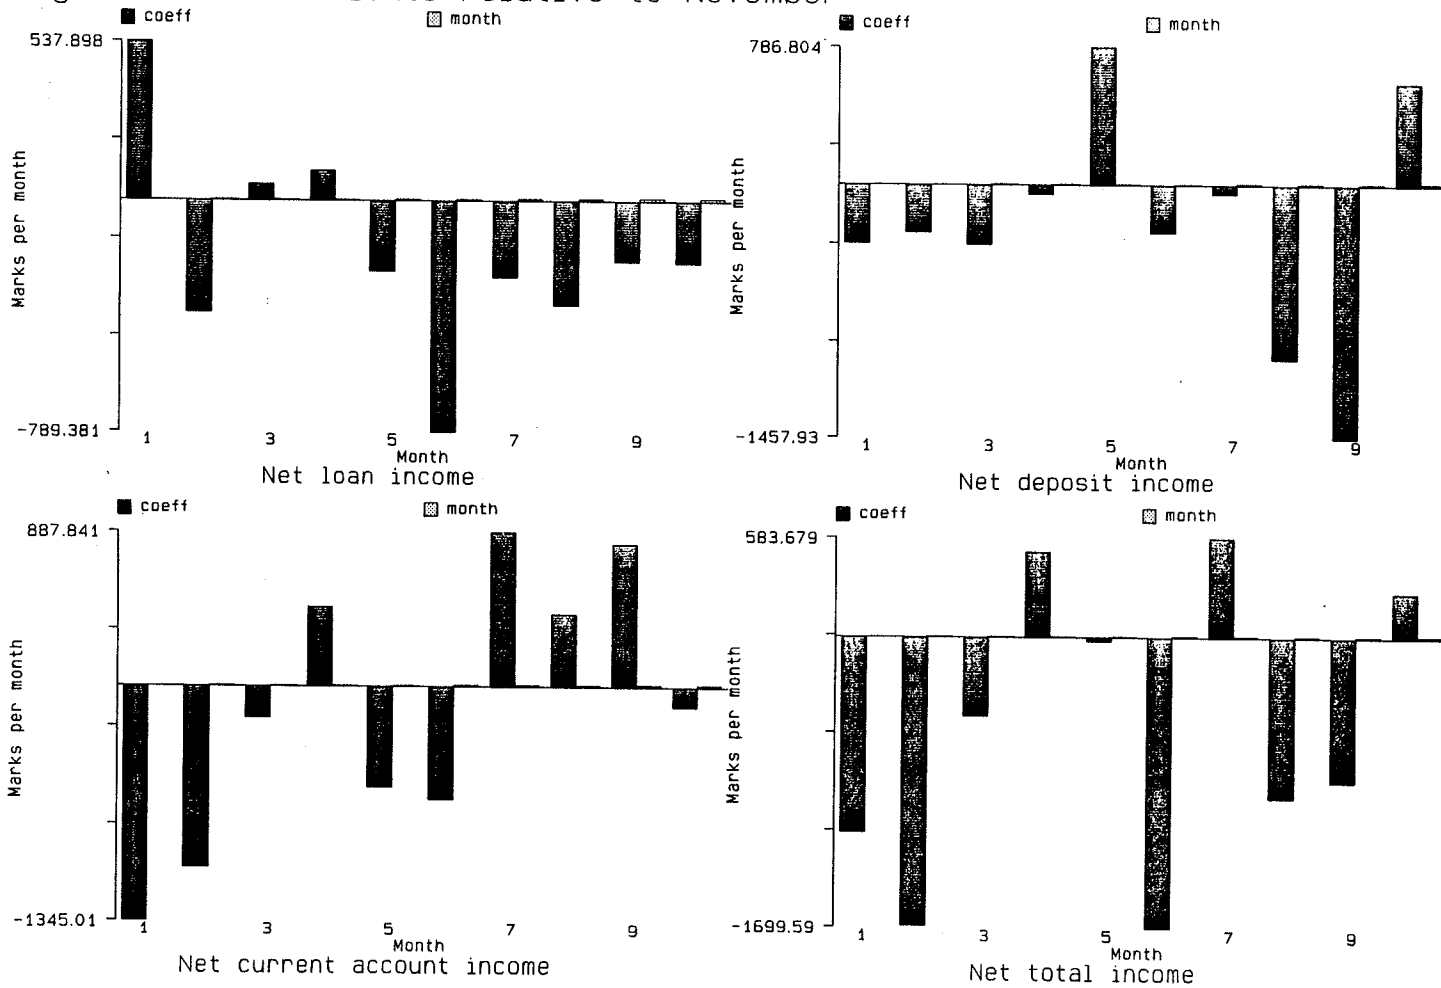 Relative to November
coeff
month
537.898
Marks per month
-789.381
1
3
5
7
9
Month
Net loan income
coeff
month
786.804
Marks per month
-1457.93
1
3
5
7
9
Month
Net deposit income
coeff
month
887.841
Marks per month
-1345.01
1
3
5
7
9
Month
Net current account income
coeff
month
583.679
Marks per month
-1699.59
1
3
5
7
9
Month
Net total income